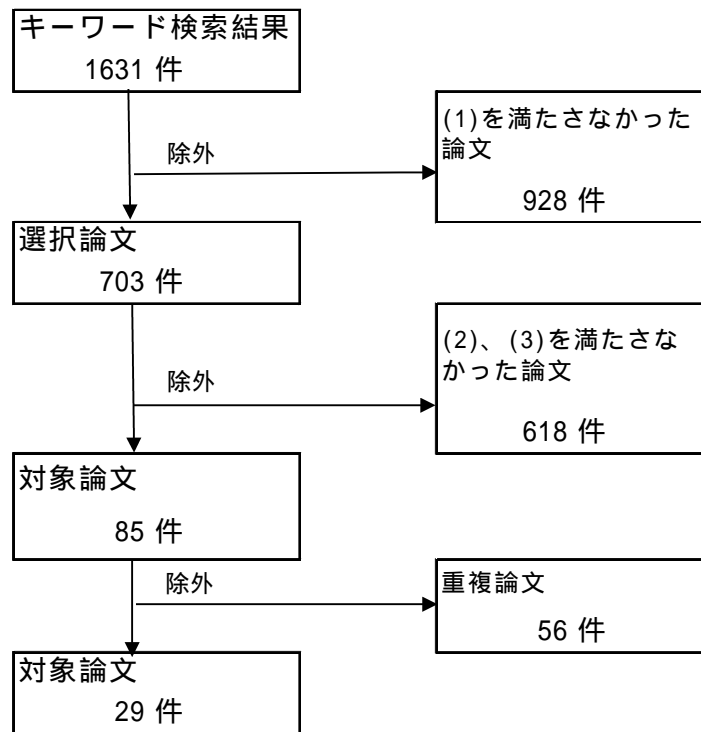 キーワード検索結果
1631 件
除外
(1)を満たさなかった
論文
928 件
選択論文
703 件
除外
(2)、(3)を満たさな
かった論文
618 件
対象論文
85 件
除外
重複論文
56 件
対象論文
29 件